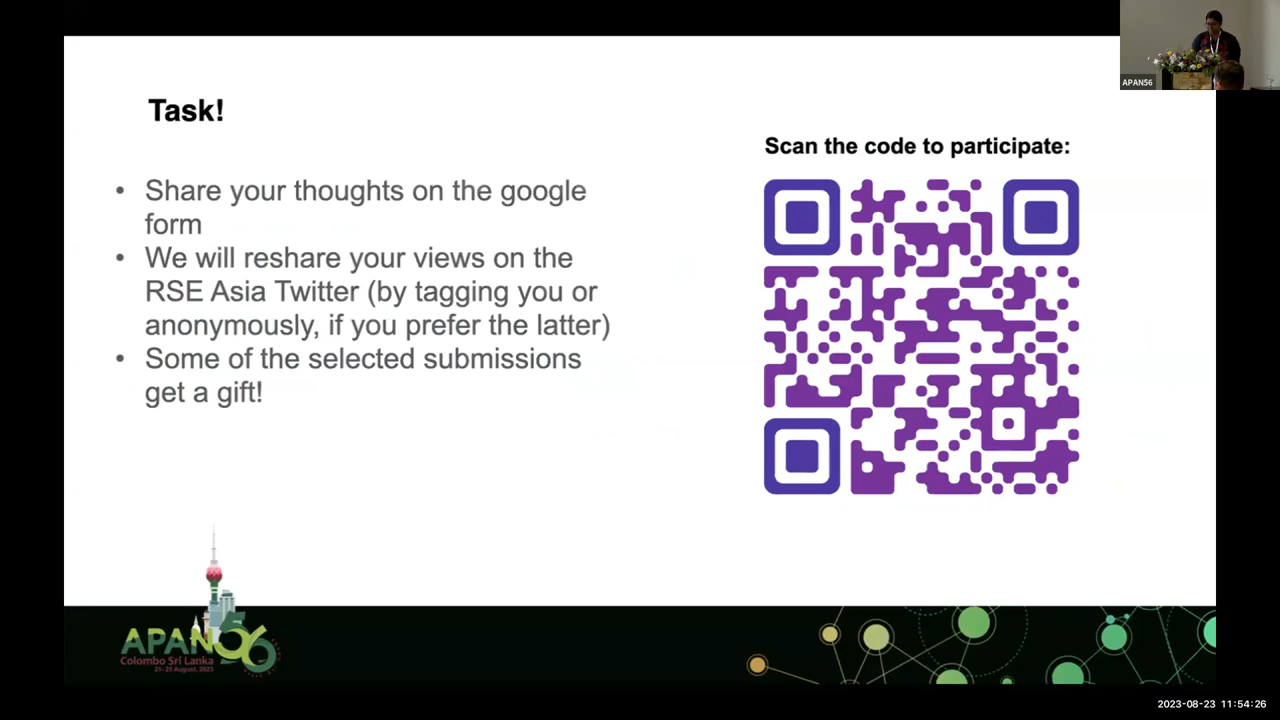 APAN56
Task!
Scan the code to participate:
• Share your thoughts on the google
form
• We will reshare your views on the
RSE Asia Twitter (by tagging you or
anonymously, if you prefer the latter)
• Some of the selected submissions
get a gift!
APAN56
Colombo Sri Lanka
21-25 August, 2023
2023-08-23 11:54:26